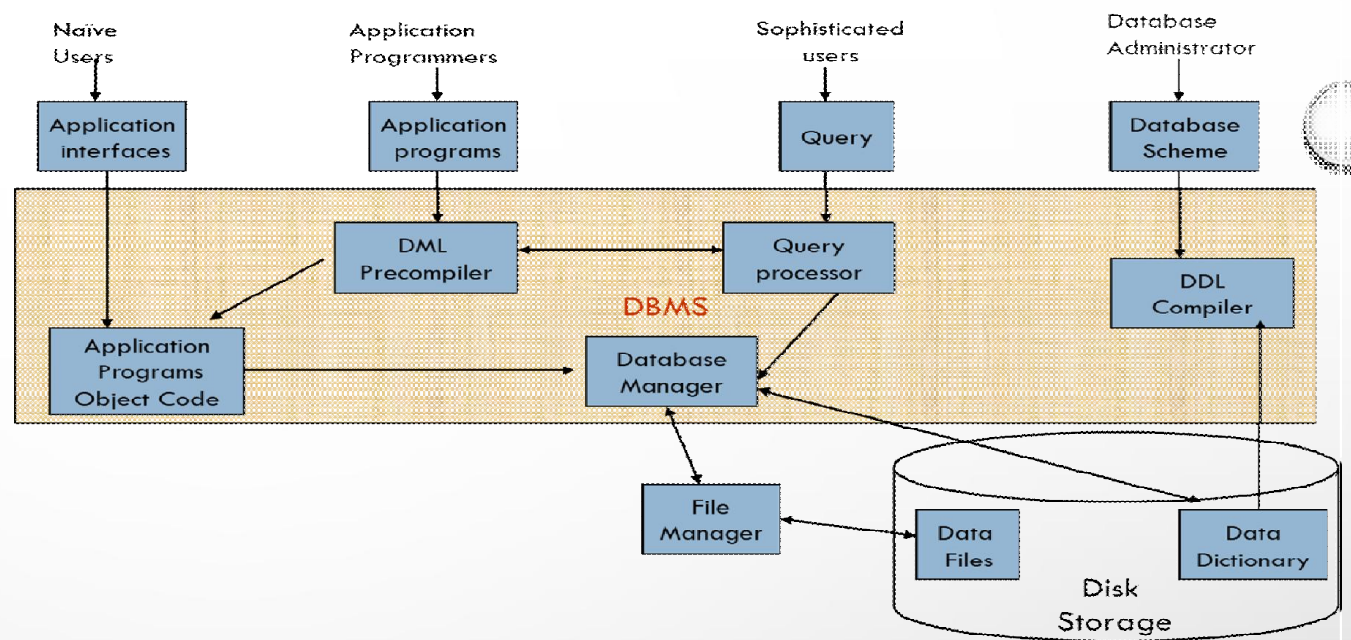 Naïve
Users
Application
Programmers
Sophisticated
users
Database
Administrator
Application
interfaces
Application
programs
Query
Database
Scheme
DML
Precompiler
Query
processor
DDL
Compiler
DBMS
Application
Programs
Object Code
Database
Manager
File
Manager
Data
Files
Data
Dictionary
Disk
Storage